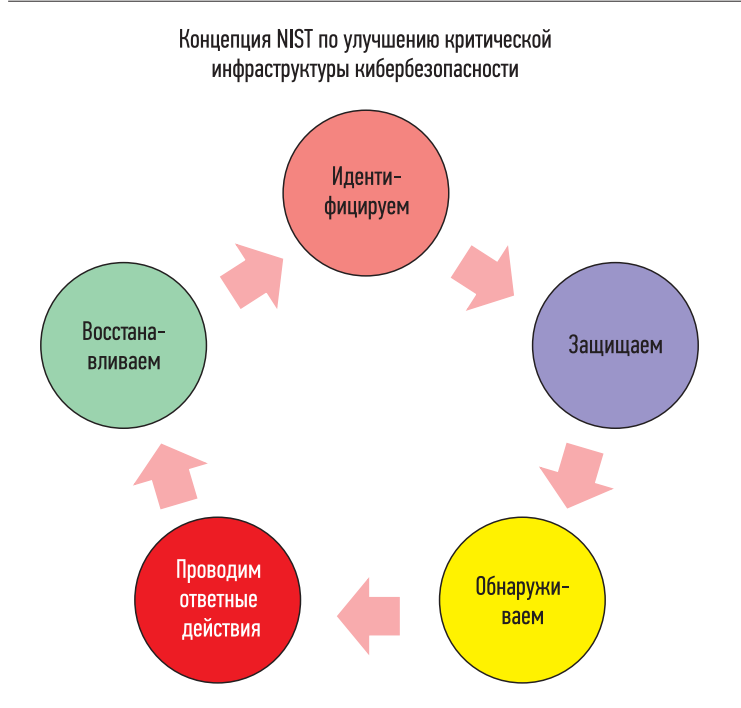 Концепция NIST по улучшению критической
инфраструктуры кибербезопасности
Иденти-
фицируем
Защищаем
Обнаружи-
ваем
Проводим
ответные
действия
Восстана-
вливаем